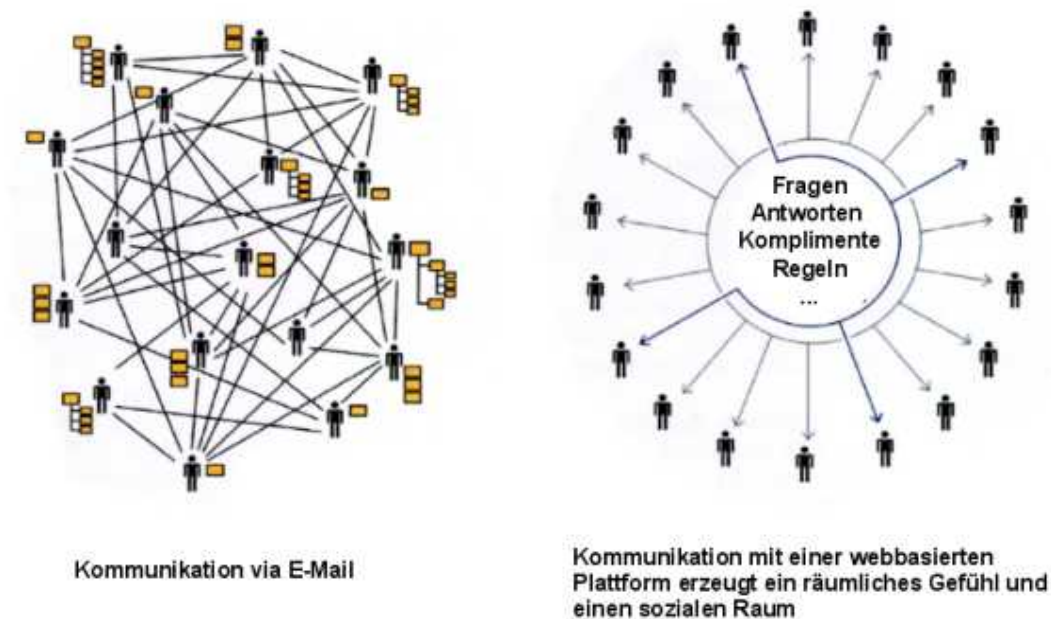 Fragen
Antworten
Komplimente
Regeln
...
Kommunikation via E-Mail
Kommunikation mit einer webbasierten
Plattform erzeugt ein räumliches Gefühl und
einen sozialen Raum